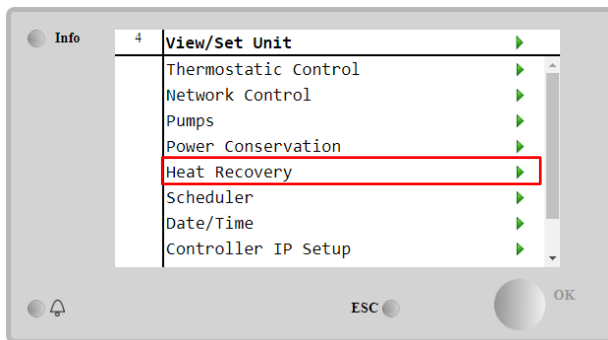 Info
4 View/Set Unit
Thermostatic Control
Network Control
Pumps
Power Conservation
Heat Recovery
Scheduler
Date/Time
Controller IP Setup
ESC
OK